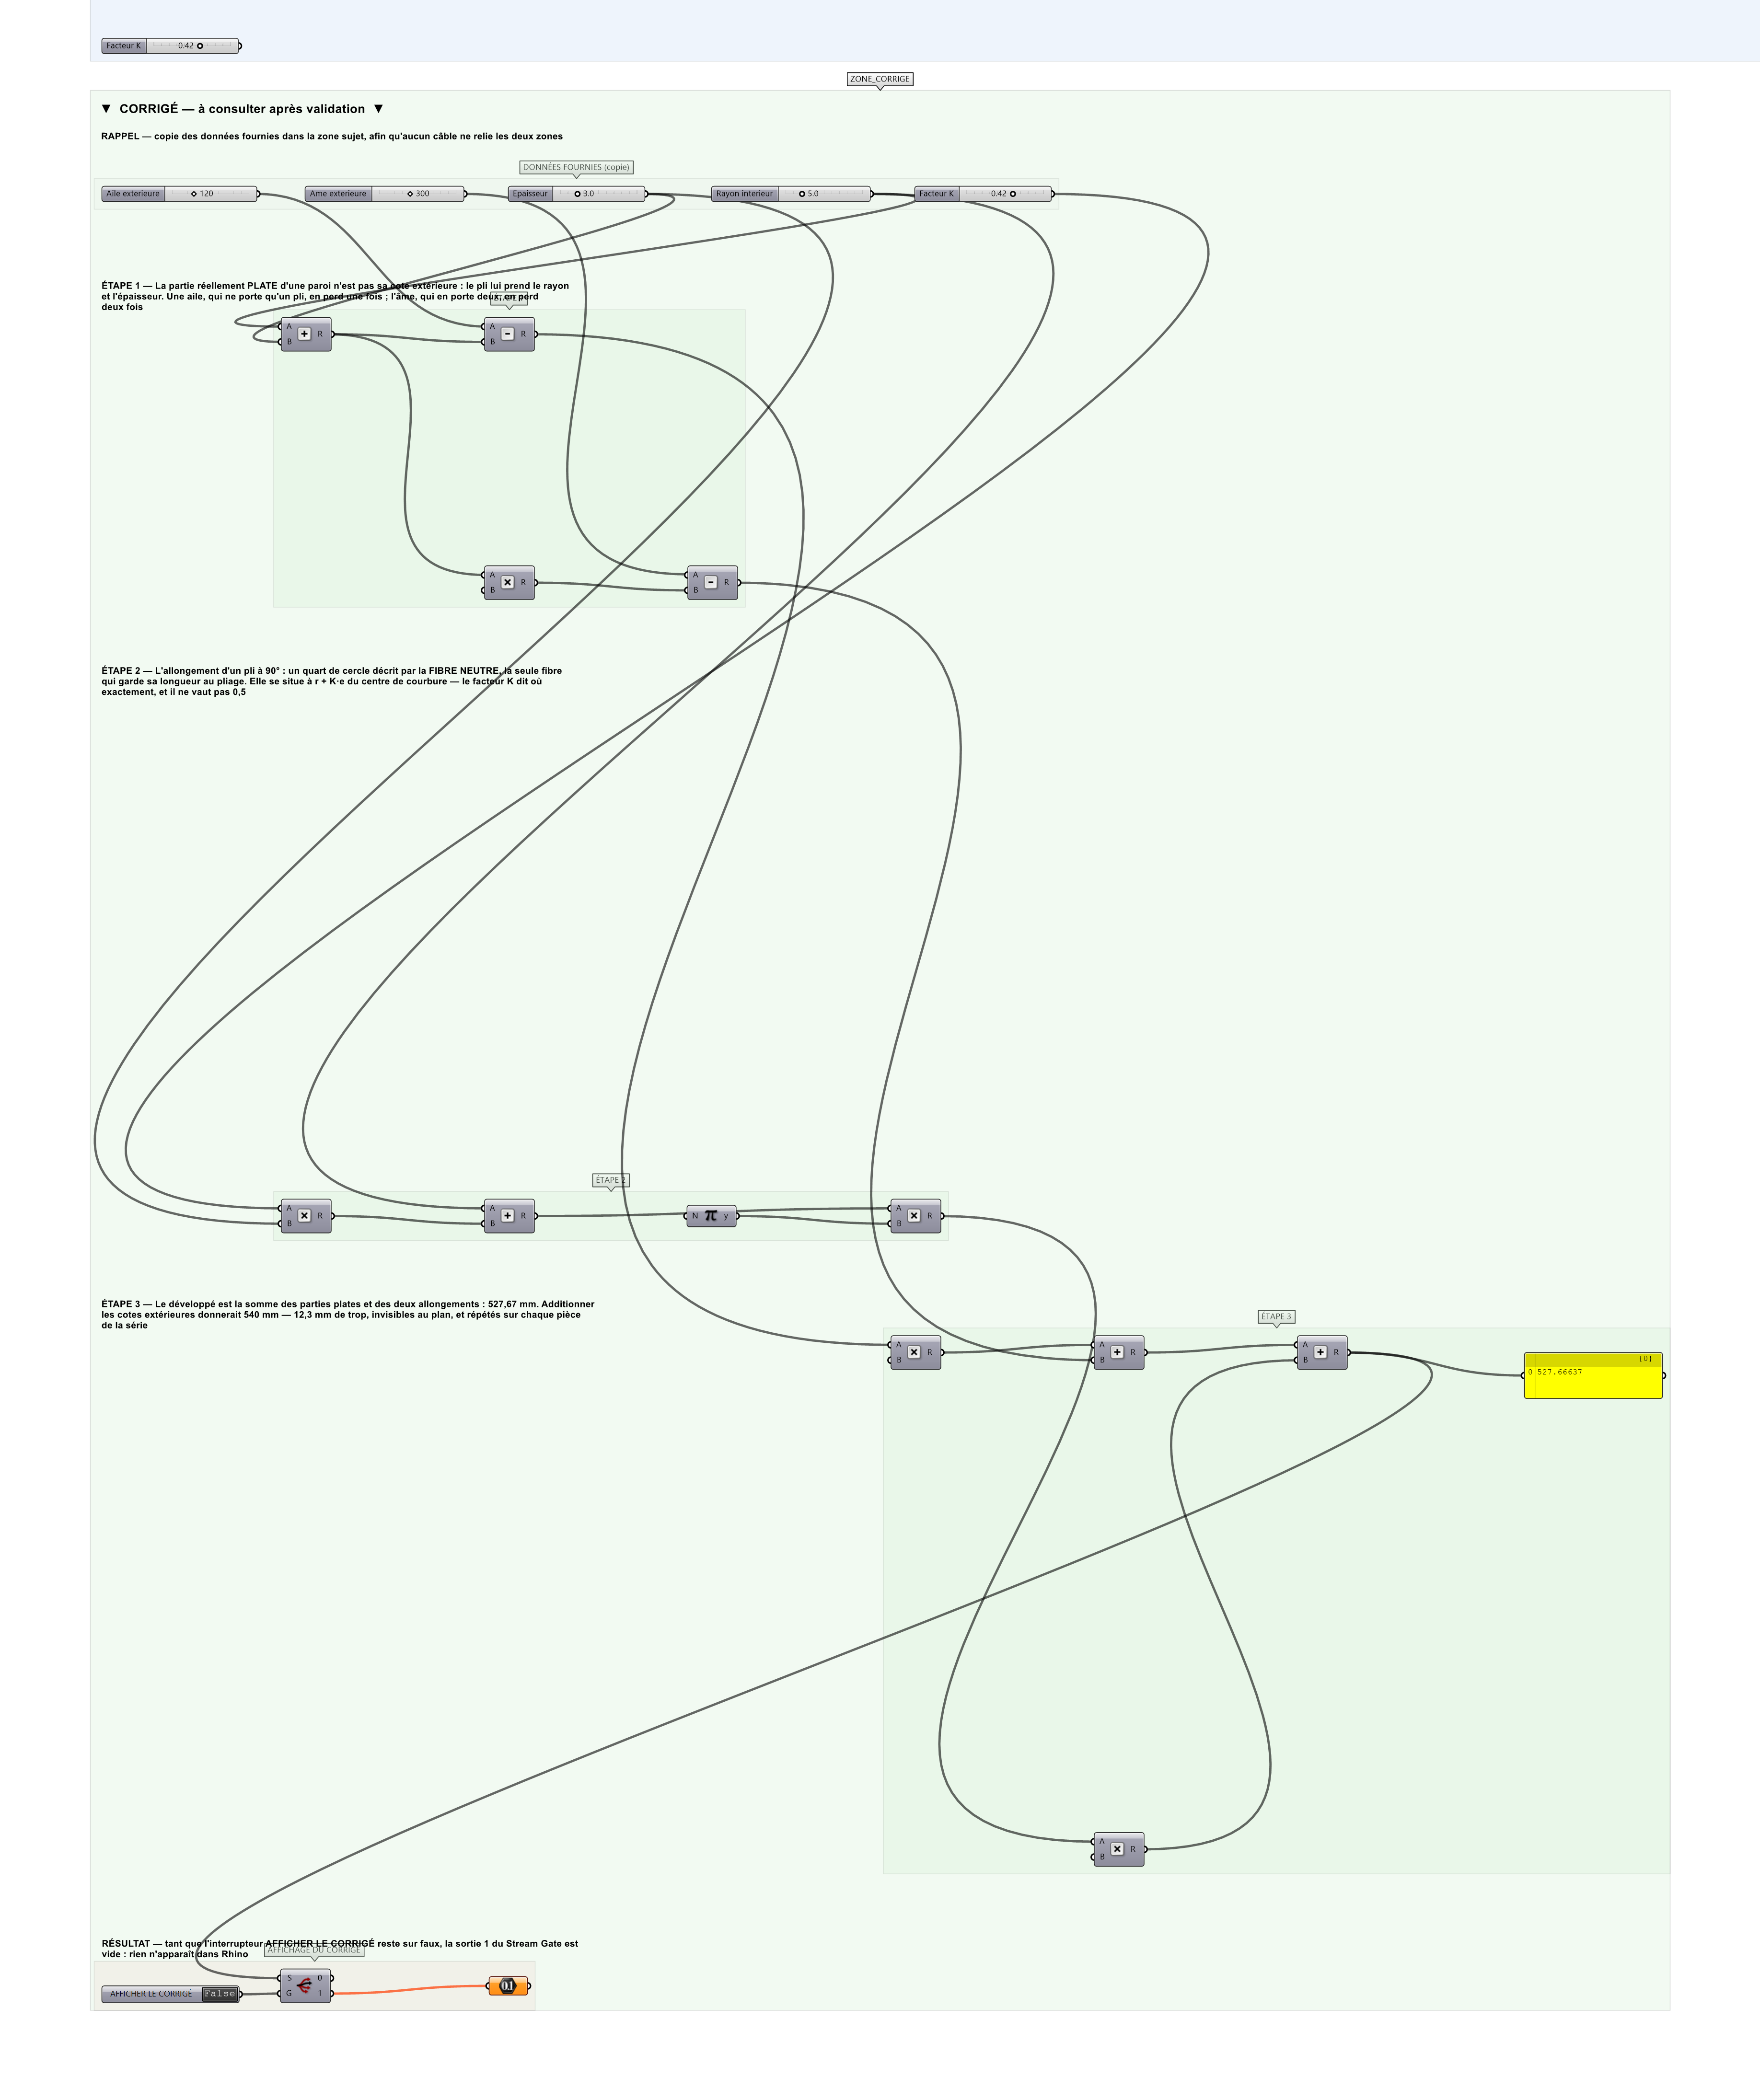 Facteur K 0.42
ZONE_CORRIGE
▼ CORRIGÉ — à consulter après validation ▼
RAPPEL — copie des données fournies dans la zone sujet, afin qu'aucun câble ne relie les deux zones
DONNÉES FOURNIES (copie)
Aile exterieure 120
Ame exterieure 300
Epaisseur 3.0
Rayon interieur 5.0
Facteur K 0.42
ÉTAPE 1 — La partie réellement PLATE d'une paroi n'est pas sa cote extérieure : le pli lui prend le rayon
et l'épaisseur. Une aile, qui ne porte qu'un pli, en perd une fois ; l'âme, qui en porte deux, en perd
deux fois
A B + R
A B - R
A B × R
A B - R
ÉTAPE 2 — L'allongement d'un pli à 90° : un quart de cercle décrit par la FIBRE NEUTRE, la seule fibre
qui garde sa longueur au pliage. Elle se situe à r + K·e du centre de courbure — le facteur K dit où
exactement, et il ne vaut pas 0,5
ÉTAPE 2
A B × R
A B + R
N π y
A B × R
ÉTAPE 3 — Le développé est la somme des parties plates et des deux allongements : 527,67 mm. Additionner
les cotes extérieures donnerait 540 mm — 12,3 mm de trop, invisibles au plan, et répétés sur chaque pièce
de la série
ÉTAPE 3
A B × R
A B + R
A B + R
{0}
0 527.66637
A B × R
RÉSULTAT — tant que l'interrupteur AFFICHER LE CORRIGÉ reste sur faux, la sortie 1 du Stream Gate est
vide : rien n'apparaît dans Rhino
AFFICHAGE DU CORRIGÉ
AFFICHER LE CORRIGÉ False
S G 0 1
0.1